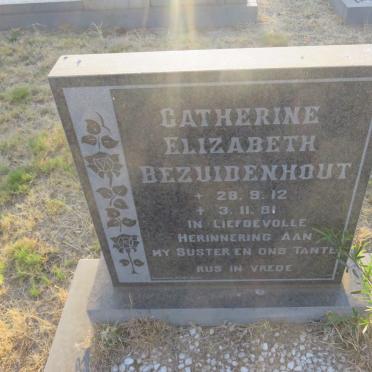 CATHERINE
ELIZABETH
BEZUIDENHOUT
+ 28.9.12
+ 3.11.81
IN LIEFDEVOLLE
HERINNERING AAN
MY SUSTER EN ONS TANTE
RUS IN VREDE